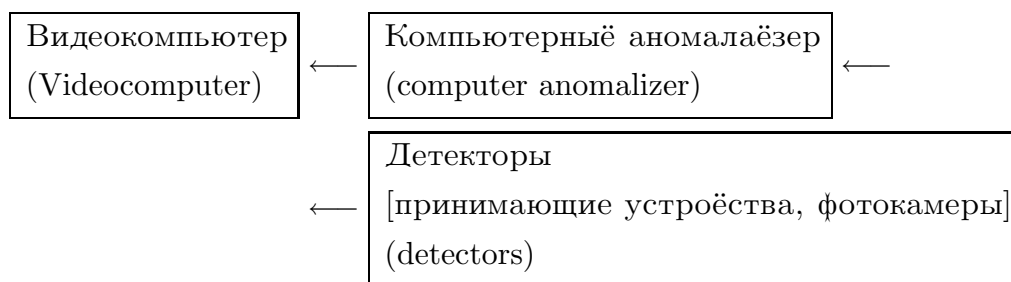 Видеокомпьютер
(Videocomputer)
Компьютерныё аномалаёзер
(computer anomalizer)
Детекторы
[принимающие устроёства, фотокамеры]
(detectors)